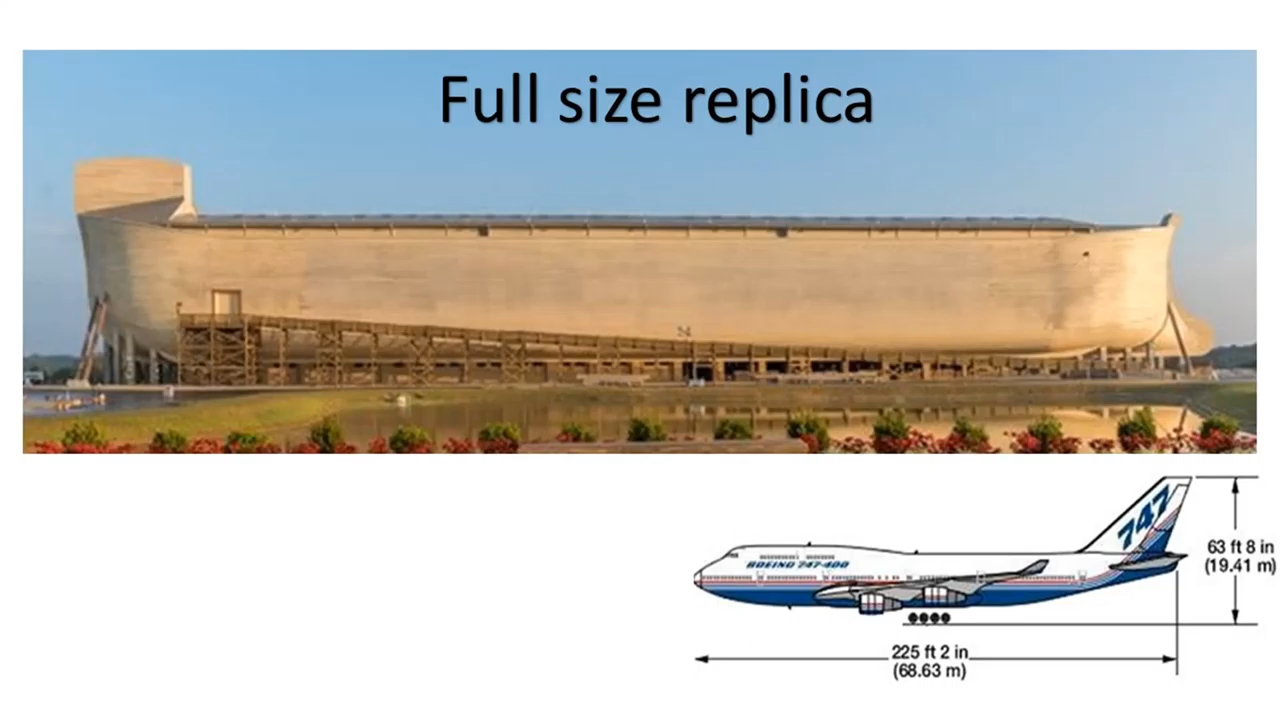 Full size replica
747
BOEING 747-400
63 ft 8 in
(19.41 m)
225 ft 2 in
(68.63 m)